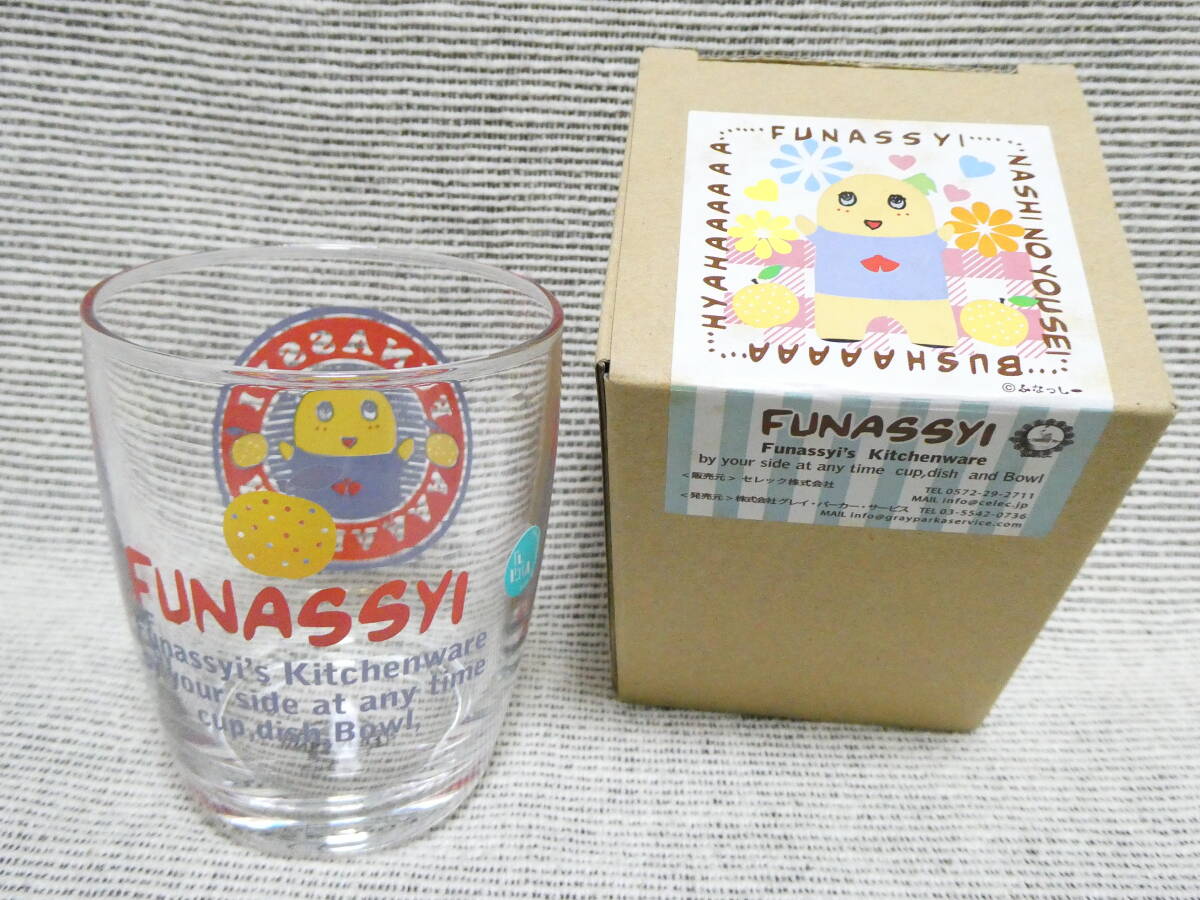 FUNASSYI
NASHI NO YOUSEI
BUSHAAAAA
HYAHAAAAAA
©ふなっしー
FUNASSYI
Funassyi's Kitchenware
by your side at any time cup,dish and Bowl
<販売元> セレック株式会社
TEL 0572-29-2711
MAIL info@celec.jp
<発売元>株式会社グレイ・パーカー・サービス
TEL 03-5542-0736
MAIL info@grayparkaservice.com
FUNASSYI
Funassyi's Kitchenware
your side at any time
cup,dish Bowl,